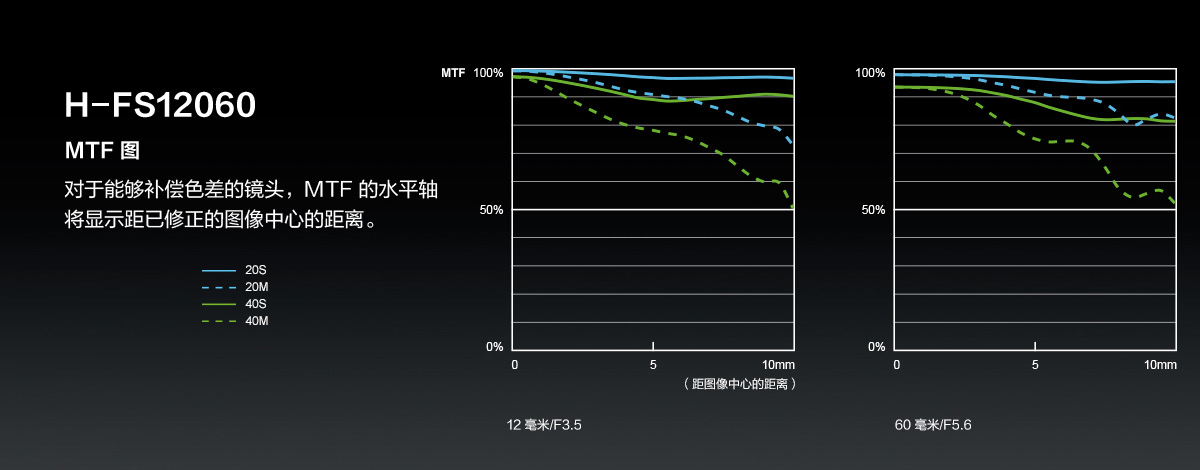 H-FS12060
MTF 图
对于能够补偿色差的镜头，MTF 的水平轴
将显示距已修正的图像中心的距离。
20S
20M
40S
40M
MTF 100%
50%
0%
0 5 10mm
（距图像中心的距离）
12 毫米/F3.5
100%
50%
0%
0 5 10mm
60 毫米/F5.6